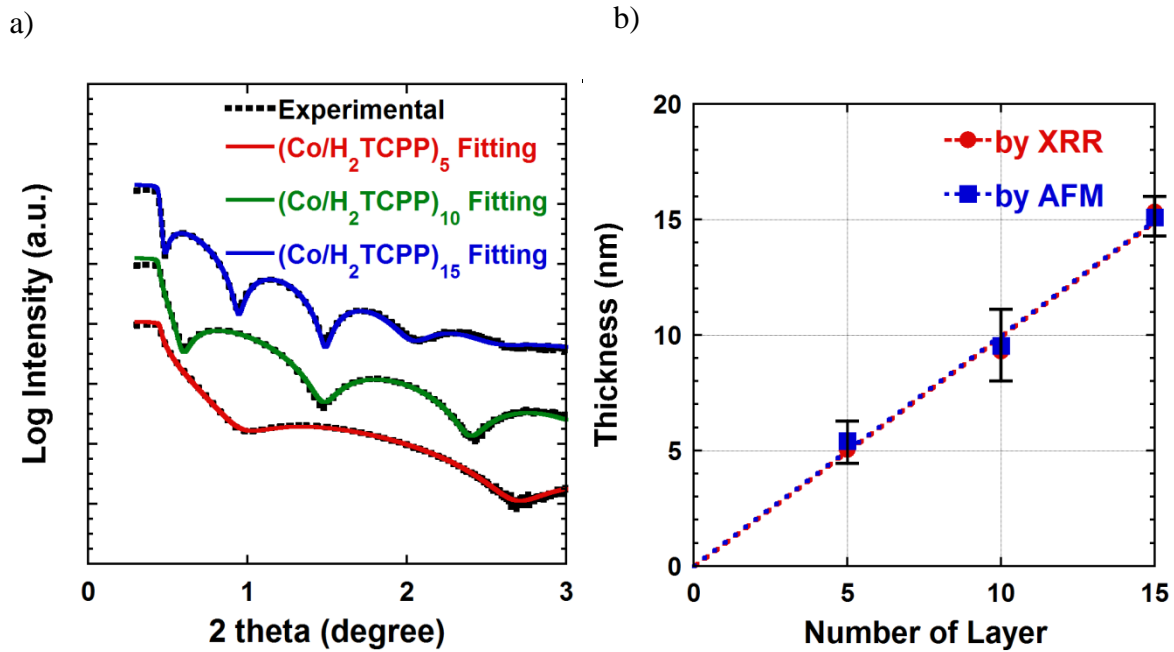 a)
Experimental
(Co/H₂TCPP)₅ Fitting
(Co/H₂TCPP)₁₀ Fitting
(Co/H₂TCPP)₁₅ Fitting
Log Intensity (a.u.)
0 1 2 3
2 theta (degree)
b)
by XRR
by AFM
Thickness (nm)
20
15
10
5
0
0 5 10 15
Number of Layer